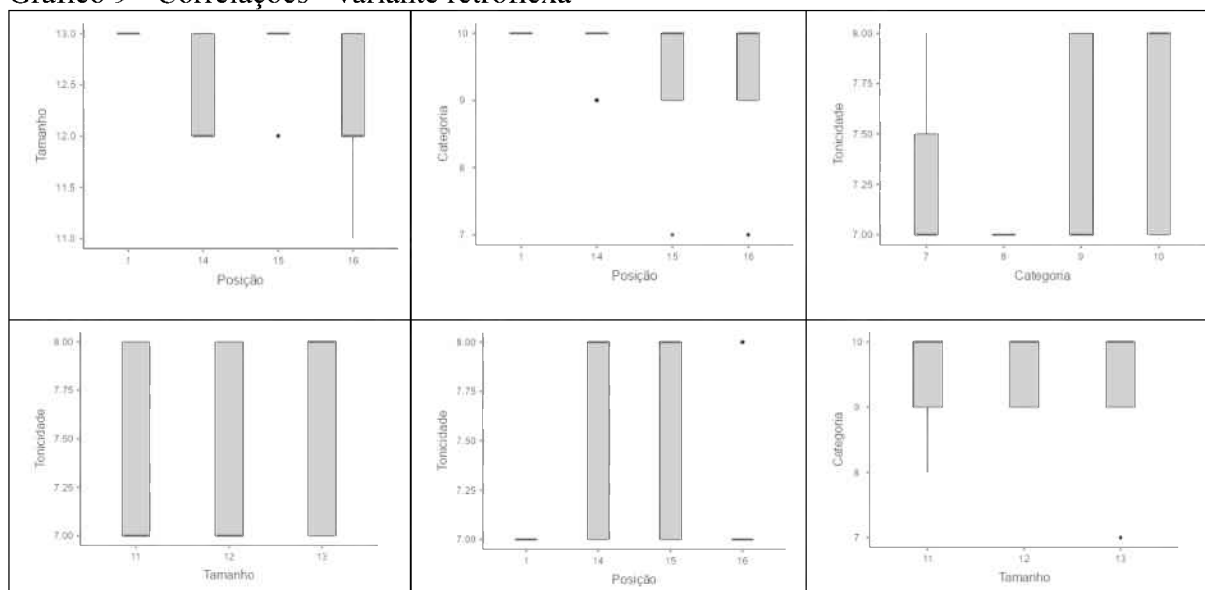 Gráfico 9 – Correlações - variante retroflexa
13.0
12.5
12.0
11.5
11.0
Tamanho
1 14 15 16
Posição
10
9
8
7
Categoria
1 14 15 16
Posição
8.00
7.75
7.50
7.25
7.00
Tonicidade
7 8 9 10
Categoria
8.00
7.75
7.50
7.25
7.00
Tonicidade
11 12 13
Tamanho
8.00
7.75
7.50
7.25
7.00
Tonicidade
1 14 15 16
Posição
10
9
8
7
Categoria
11 12 13
Tamanho